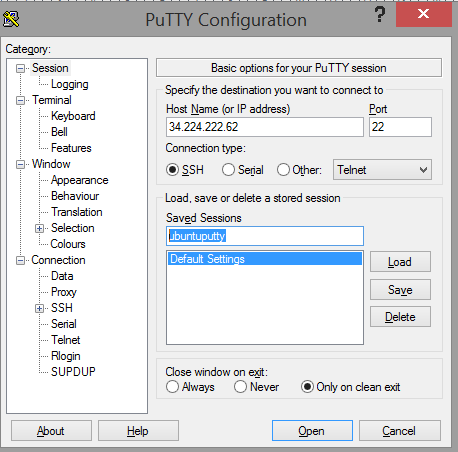 PuTTY Configuration
?
X
Category:
Session
Logging
Terminal
Keyboard
Bell
Features
Window
Appearance
Behaviour
Translation
Selection
Colours
Connection
Data
Proxy
SSH
Serial
Telnet
Rlogin
SUPDUP
Basic options for your PuTTY session
Specify the destination you want to connect to
Host Name (or IP address) Port
34.224.222.62 22
Connection type:
SSH Serial Other: Telnet
Load, save or delete a stored session
Saved Sessions
ubuntuputty
Default Settings
Load
Save
Delete
Close window on exit:
Always Never Only on clean exit
About Help Open Cancel